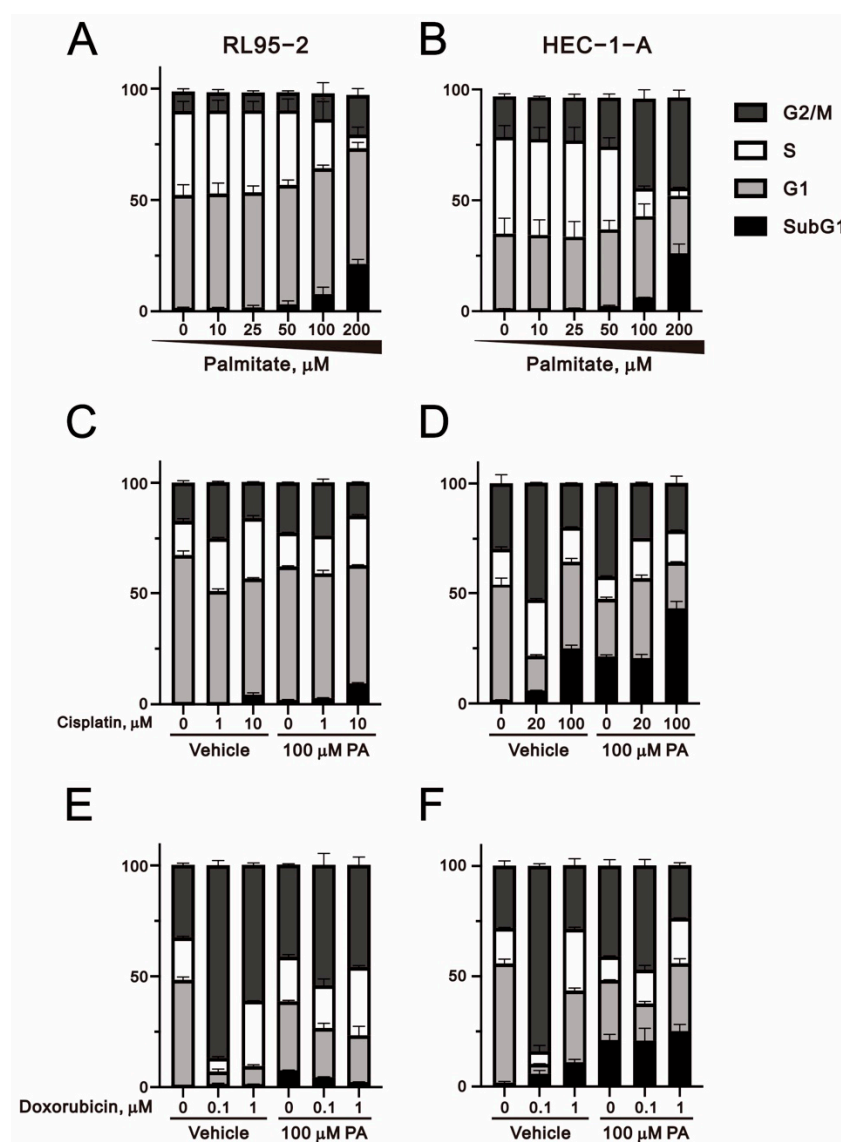 A
RL95-2
B
HEC-1-A
G2/M
S
G1
SubG1
100
50
0
0 10 25 50 100 200
Palmitate, μM
100
50
0
0 10 25 50 100 200
Palmitate, μM
C
100
50
0
Cisplatin, μM
0 1 10 0 1 10
Vehicle 100 μM PA
D
100
50
0
0 20 100 0 20 100
Vehicle 100 μM PA
E
100
50
0
Doxorubicin, μM
0 0.1 1 0 0.1 1
Vehicle 100 μM PA
F
100
50
0
0 0.1 1 0 0.1 1
Vehicle 100 μM PA